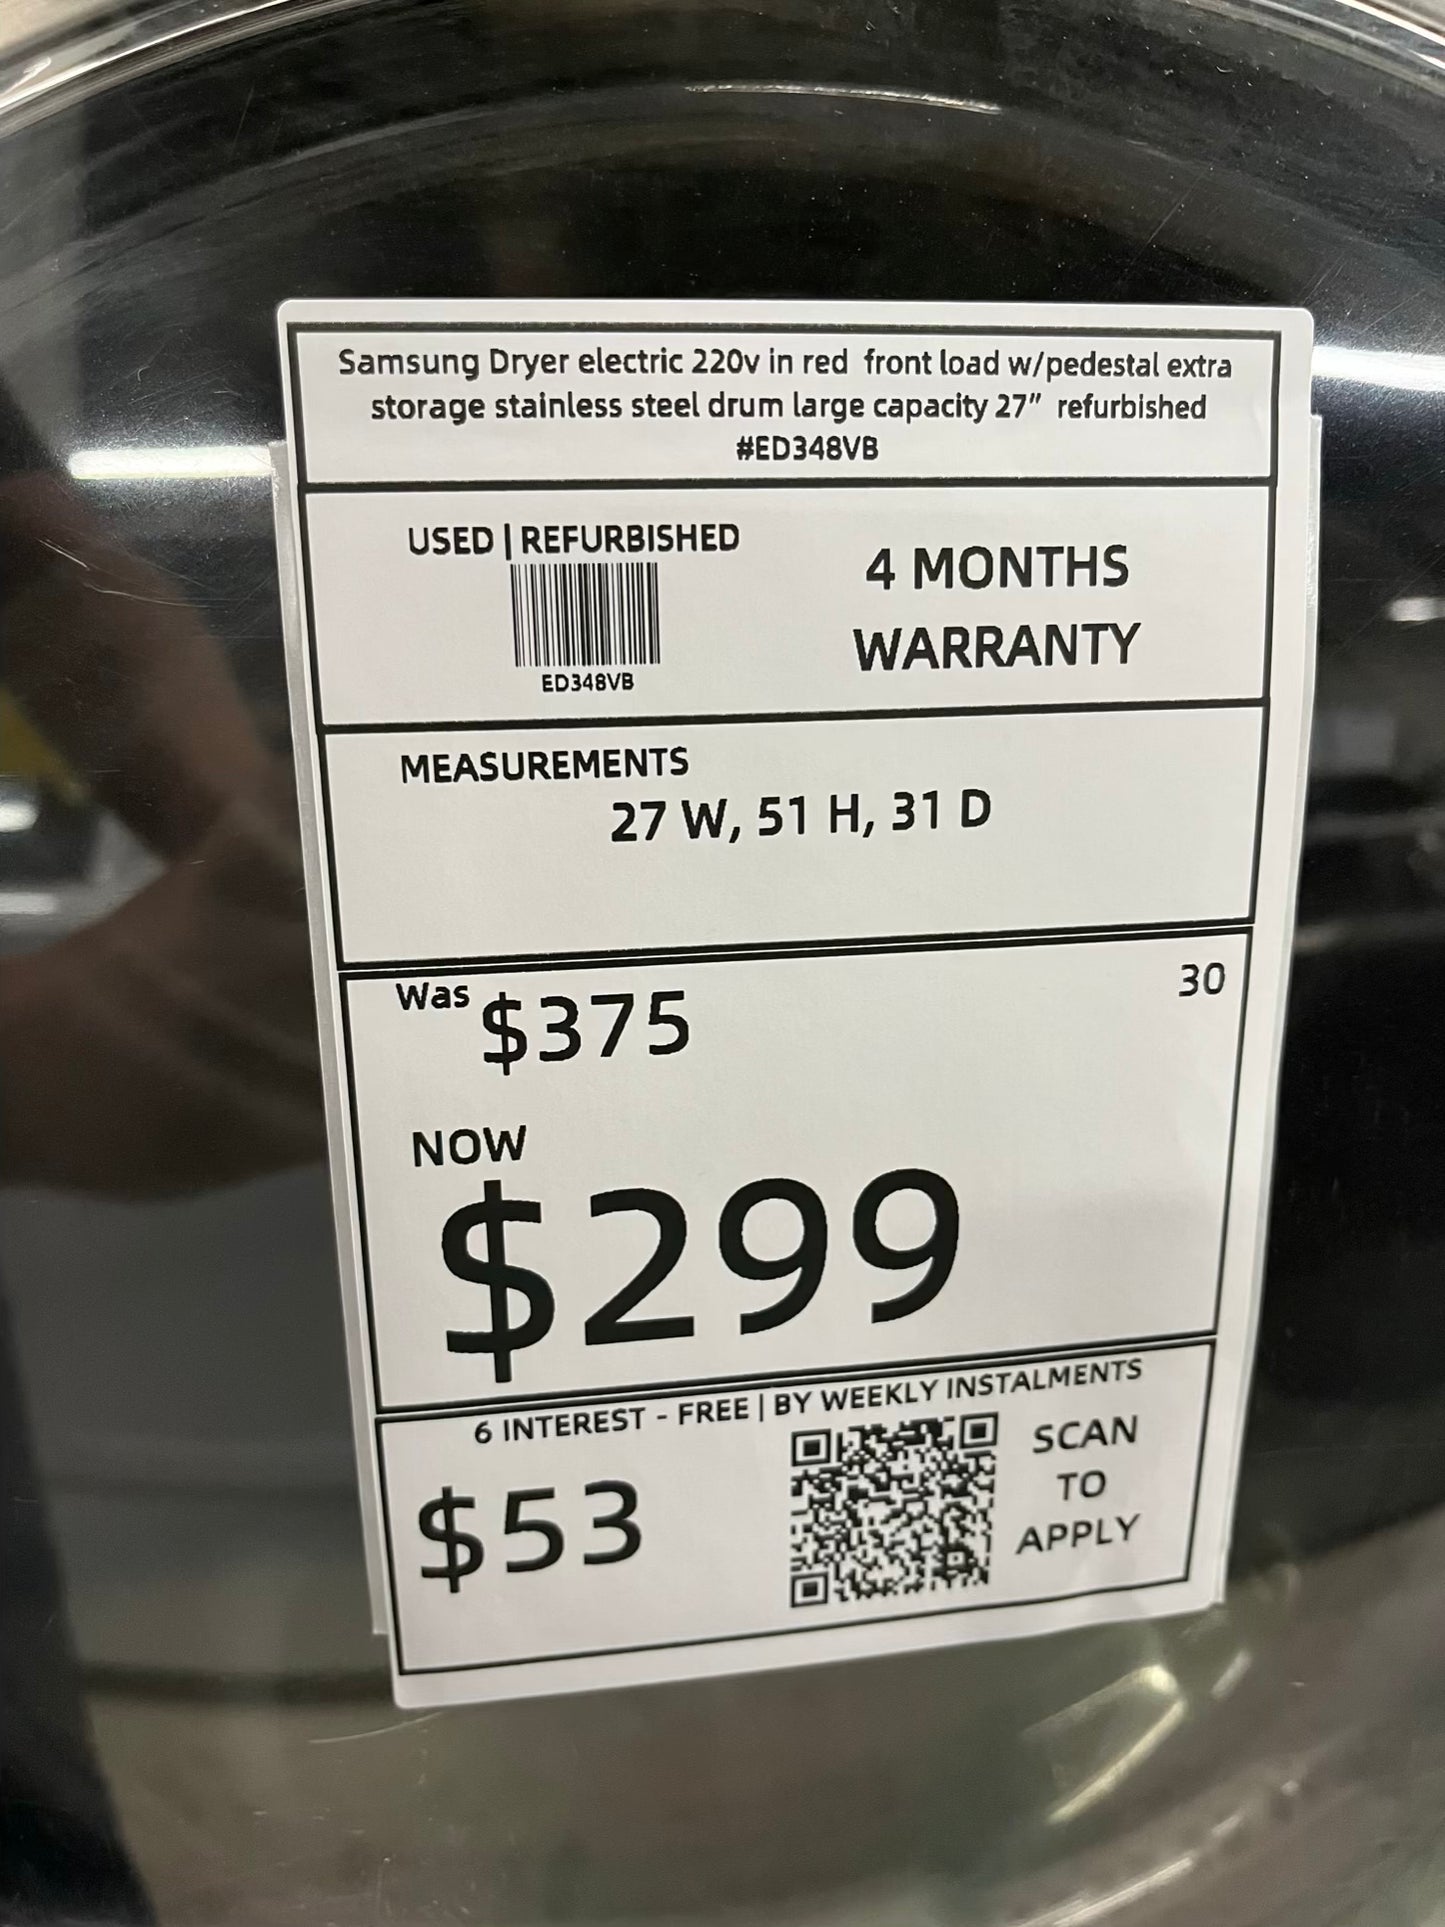 Samsung Dryer electric 220v in red front load w/pedestal extra
storage stainless steel drum large capacity 27" refurbished
#ED348VB
USED | REFURBISHED
ED348VB
4 MONTHS
WARRANTY
MEASUREMENTS
27 W, 51 H, 31 D
Was $375
30
NOW
$299
6 INTEREST - FREE | BY WEEKLY INSTALMENTS
$53
SCAN
TO
APPLY